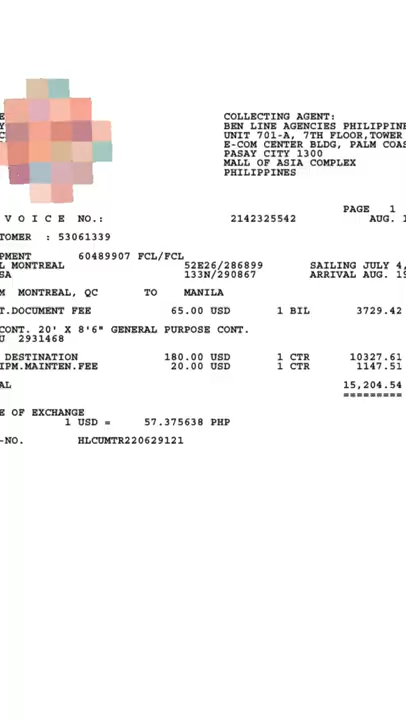 COLLECTING AGENT:
BEN LINE AGENCIES PHILIPPINE
UNIT 701-A, 7TH FLOOR,TOWER
E-COM CENTER BLDG, PALM COAS
PASAY CITY 1300
MALL OF ASIA COMPLEX
PHILIPPINES
PAGE 1
V O I C E NO.: 2142325542 AUG. 1
TOMER : 53061339
PMENT 60489907 FCL/FCL
L MONTREAL 52E26/286899 SAILING JULY 4,
SA 133N/290867 ARRIVAL AUG. 19
M MONTREAL, QC TO MANILA
T.DOCUMENT FEE 65.00 USD 1 BIL 3729.42
CONT. 20' X 8'6" GENERAL PURPOSE CONT.
U 2931468
DESTINATION 180.00 USD 1 CTR 10327.61
IPM.MAINTEN.FEE 20.00 USD 1 CTR 1147.51
AL 15,204.54
=========
E OF EXCHANGE
1 USD = 57.375638 PHP
-NO. HLCUMTR220629121